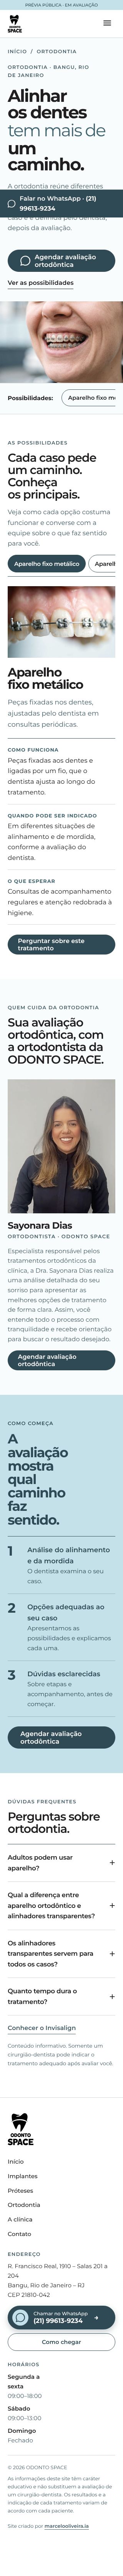 PRÉVIA PÚBLICA · EM AVALIAÇÃO
ODONTO
SPACE
INÍCIO / ORTODONTIA
ORTODONTIA · BANGU, RIO
DE JANEIRO
Alinhar
os dentes
tem mais de
um
caminho.
A ortodontia reúne diferentes
Falar no WhatsApp · (21)
99613-9234
depois da avaliação.
Agendar avaliação
ortodôntica
Ver as possibilidades
Possibilidades:
Aparelho fixo me
AS POSSIBILIDADES
Cada caso pede
um caminho.
Conheça
os principais.
Veja como cada opção costuma
funcionar e converse com a
equipe sobre o que faz sentido
para você.
Aparelho fixo metálico
Aparelh
Aparelho
fixo metálico
Peças fixadas nos dentes,
ajustadas pelo dentista em
consultas periódicas.
COMO FUNCIONA
Peças fixadas aos dentes e
ligadas por um fio, que o
dentista ajusta ao longo do
tratamento.
QUANDO PODE SER INDICADO
Em diferentes situações de
alinhamento e de mordida,
conforme a avaliação do
dentista.
O QUE ESPERAR
Consultas de acompanhamento
regulares e atenção redobrada à
higiene.
Perguntar sobre este
tratamento
QUEM CUIDA DA ORTODONTIA
Sua avaliação
ortodôntica, com
a ortodontista da
ODONTO SPACE.
Sayonara Dias
ORTODONTISTA · ODONTO SPACE
Especialista responsável pelos
tratamento com aparelhos da
clínica, a Dra. Sayonara Dias realiza
uma análise detalhada do seu
sorriso para apresentar as
melhores opções de tratamento
de forma clara. Assim, você
entende todo o processo com
tranquilidade e recebe orientação
para buscar o resultado desejado.
Agendar avaliação
ortodôntica
COMO COMEÇA
A
avaliação
mostra
qual
caminho
faz
sentido.
1
Análise do alinhamento
e da mordida
O dentista examina o seu
caso.
2
Opções adequadas ao
seu caso
Apresentamos as
possibilidades e explicamos
cada uma.
3
Dúvidas esclarecidas
Sobre etapas e
acompanhamento, antes de
começar.
Agendar avaliação
ortodôntica
DÚVIDAS FREQUENTES
Perguntas sobre
ortodontia.
Adultos podem usar
aparelho?
+
Qual a diferença entre
aparelho ortodôntico e
alinhadores transparentes?
+
Os alinhadores
transparentes servem para
todos os casos?
+
Quanto tempo dura o
tratamento?
+
Conhecer o Invisalign
Conteúdo informativo. Somente um
cirurgião-dentista pode indicar o
tratamento adequado após avaliar você.
ODONTO
SPACE
Início
Implantes
Próteses
Ortodontia
A clínica
Contato
ENDEREÇO
R. Francisco Real, 1910 – Salas 201 a
204
Bangu, Rio de Janeiro – RJ
CEP 21810-042
Chamar no WhatsApp
(21) 99613-9234
Como chegar
HORÁRIOS
Segunda a
sexta
09:00–18:00
Sábado
09:00–13:00
Domingo
Fechado
© 2026 ODONTO SPACE
As informações deste site têm caráter
educativo e não substituem a avaliação de
um cirurgião-dentista. Os resultados e a
indicação de cada tratamento variam de
acordo com cada paciente.
Site criado por marcelooliveira.ia